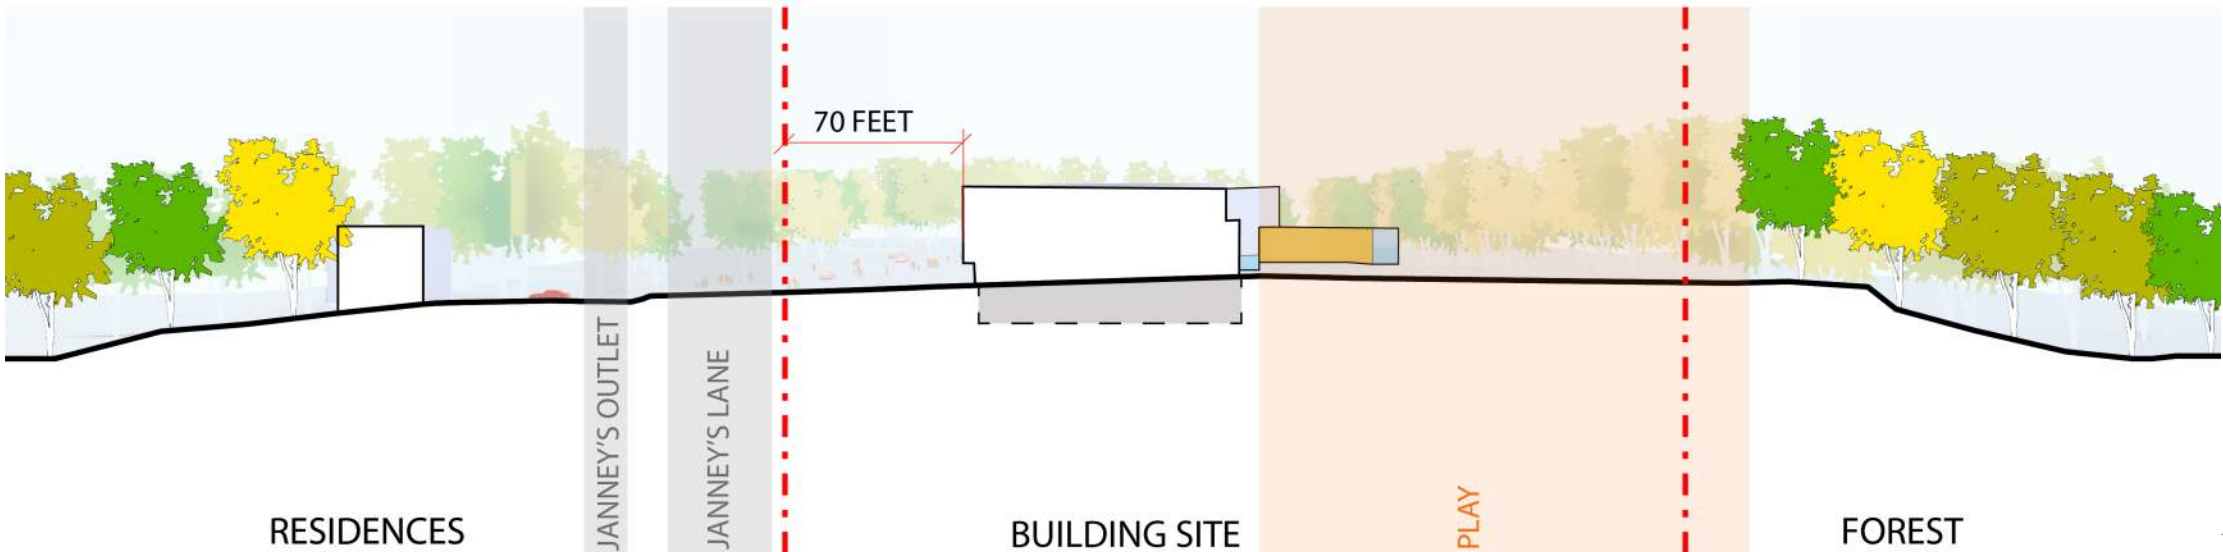 70 FEET
JANNEY'S OUTLET
JANNEY'S LANE
PLAY
RESIDENCES
BUILDING SITE
FOREST